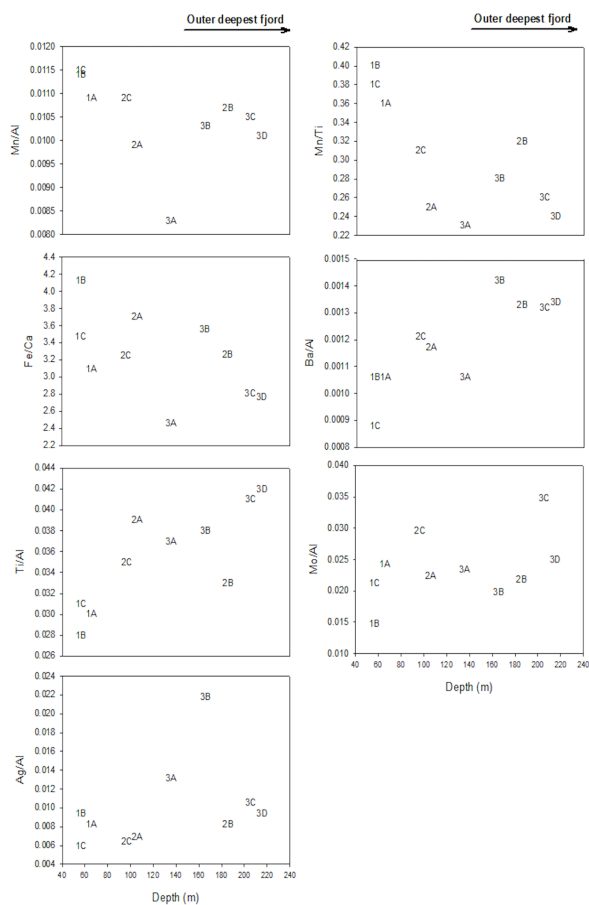 Outer deepest fjord
Outer deepest fjord
Mn/Al
0.0120
0.0115
0.0110
0.0105
0.0100
0.0095
0.0090
0.0085
0.0080
1C
1B
1A
2C
2A
3A
3B
2B
3C
3D
Mn/Ti
0.42
0.40
0.38
0.36
0.34
0.32
0.30
0.28
0.26
0.24
0.22
1B
1C
1A
2C
2A
3A
3B
2B
3C
3D
Fe/Ca
4.4
4.2
4.0
3.8
3.6
3.4
3.2
3.0
2.8
2.6
2.4
2.2
1B
1C
1A
2C
2A
3A
3B
2B
3C
3D
Ba/Al
0.0015
0.0014
0.0013
0.0012
0.0011
0.0010
0.0009
0.0008
1B
1A
1C
2C
2A
3A
3B
2B
3C
3D
Ti/Al
0.044
0.042
0.040
0.038
0.036
0.034
0.032
0.030
0.028
0.026
1C
1A
1B
2C
2A
3A
3B
2B
3C
3D
Mo/Al
0.040
0.035
0.030
0.025
0.020
0.015
0.010
1A
1C
1B
2C
2A
3A
3B
2B
3C
3D
40 60 80 100 120 140 160 180 200 220 240
Depth (m)
Ag/Al
0.024
0.022
0.020
0.018
0.016
0.014
0.012
0.010
0.008
0.006
0.004
1B
1A
1C
2C
2A
3A
3B
2B
3C
3D
40 60 80 100 120 140 160 180 200 220 240
Depth (m)